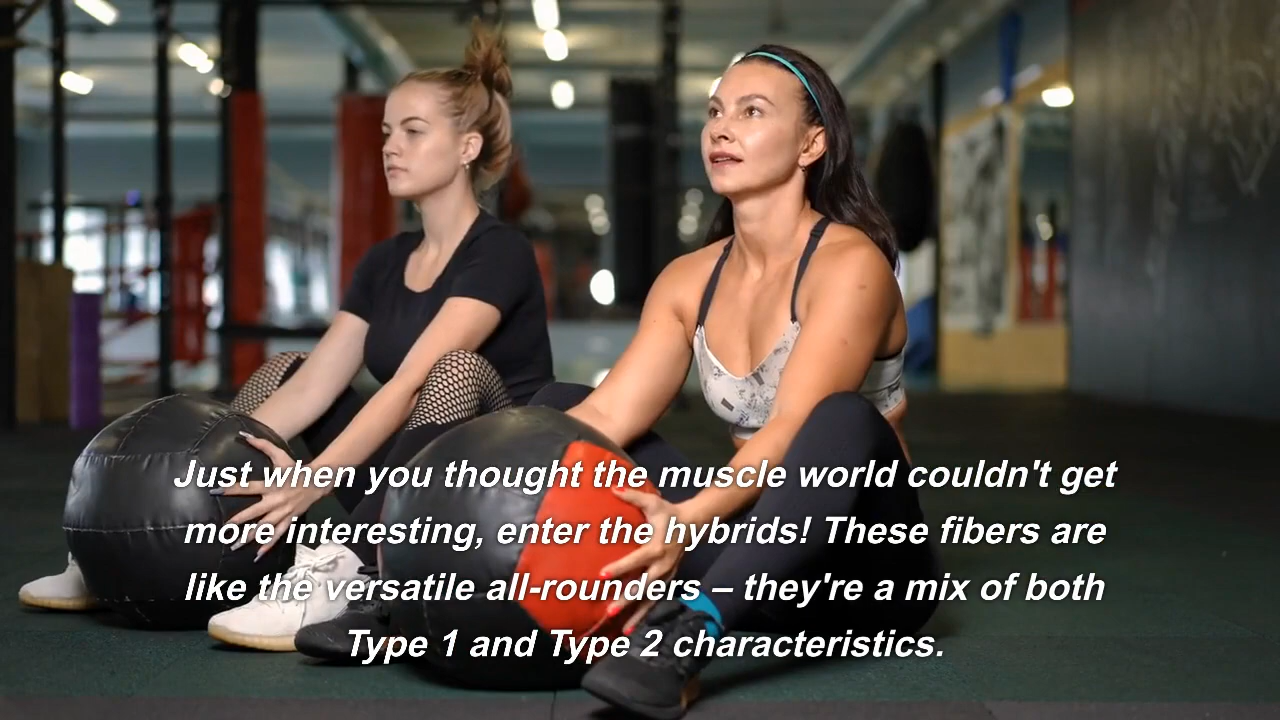 Just when you thought the muscle world couldn't get
more interesting, enter the hybrids! These fibers are
like the versatile all-rounders – they're a mix of both
Type 1 and Type 2 characteristics.